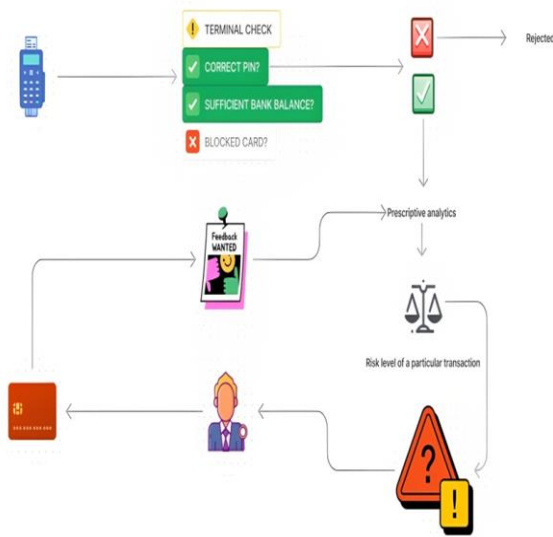 TERMINAL CHECK
CORRECT PIN?
SUFFICIENT BANK BALANCE?
BLOCKED CARD?
Rejected
Prescriptive analytics
Feedback
WANTED
Risk level of a particular transaction
?
!